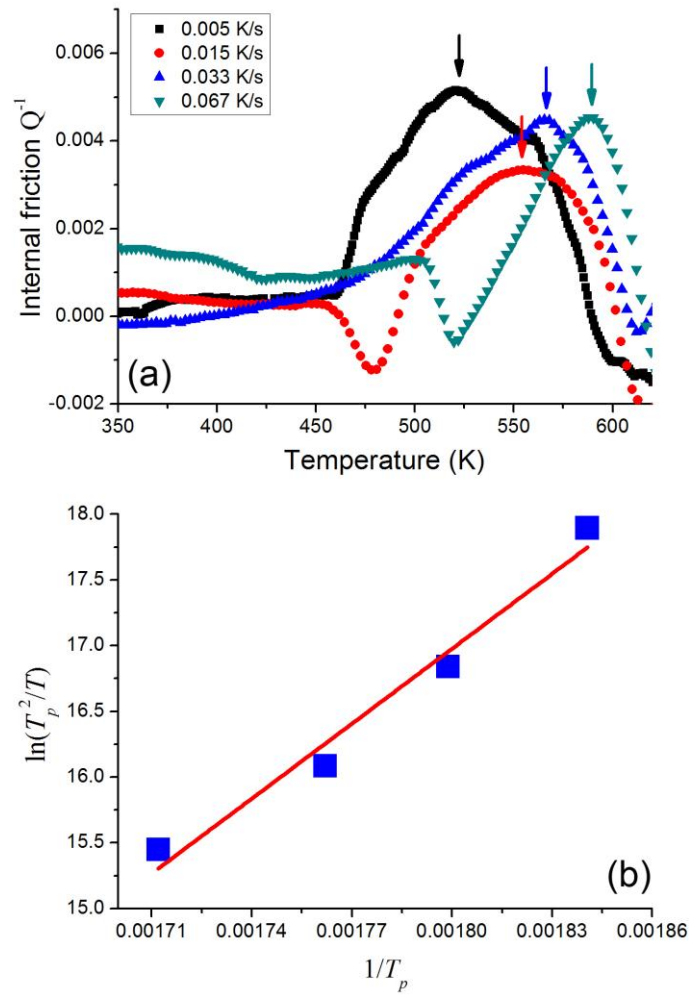 0.005 K/s
0.015 K/s
0.033 K/s
0.067 K/s
0.006
0.004
0.002
0.000
-0.002
Internal friction Q⁻¹
(a)
350 400 450 500 550 600
Temperature (K)
18.0
17.5
17.0
16.5
16.0
15.5
15.0
ln(Tₚ²/T)
(b)
0.00171 0.00174 0.00177 0.00180 0.00183 0.00186
1/Tₚ